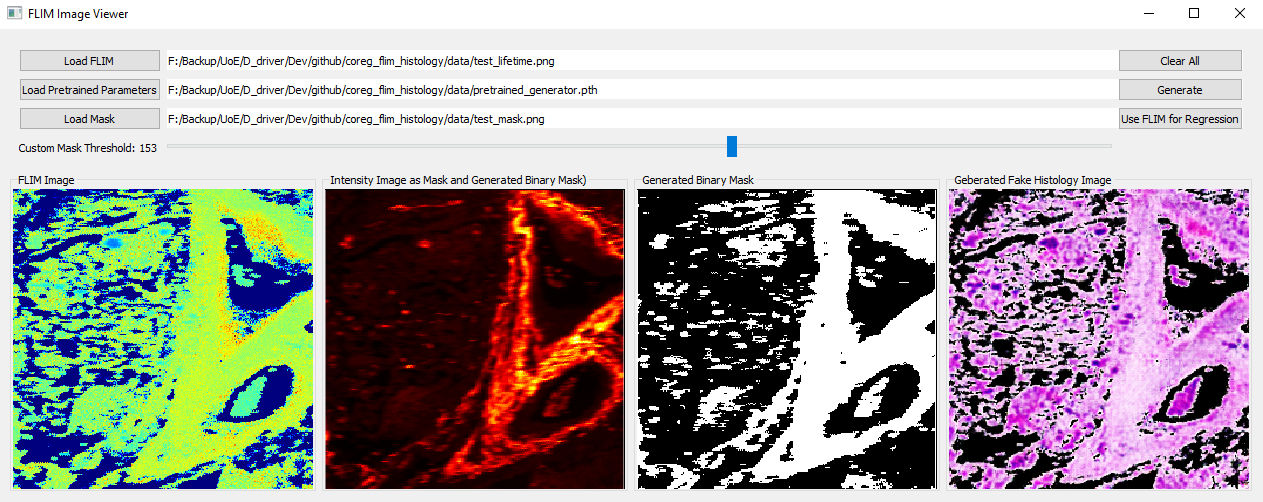 FLIM Image Viewer
Load FLIM F:/Backup/UoE/D_driver/Dev/github/coreg_flim_histology/data/test_lifetime.png Clear All
Load Pretrained Parameters F:/Backup/UoE/D_driver/Dev/github/coreg_flim_histology/data/pretrained_generator.pth Generate
Load Mask F:/Backup/UoE/D_driver/Dev/github/coreg_flim_histology/data/test_mask.png Use FLIM for Regression
Custom Mask Threshold: 153
FLIM Image Intensity Image as Mask and Generated Binary Mask) Generated Binary Mask Geberated Fake Histology Image